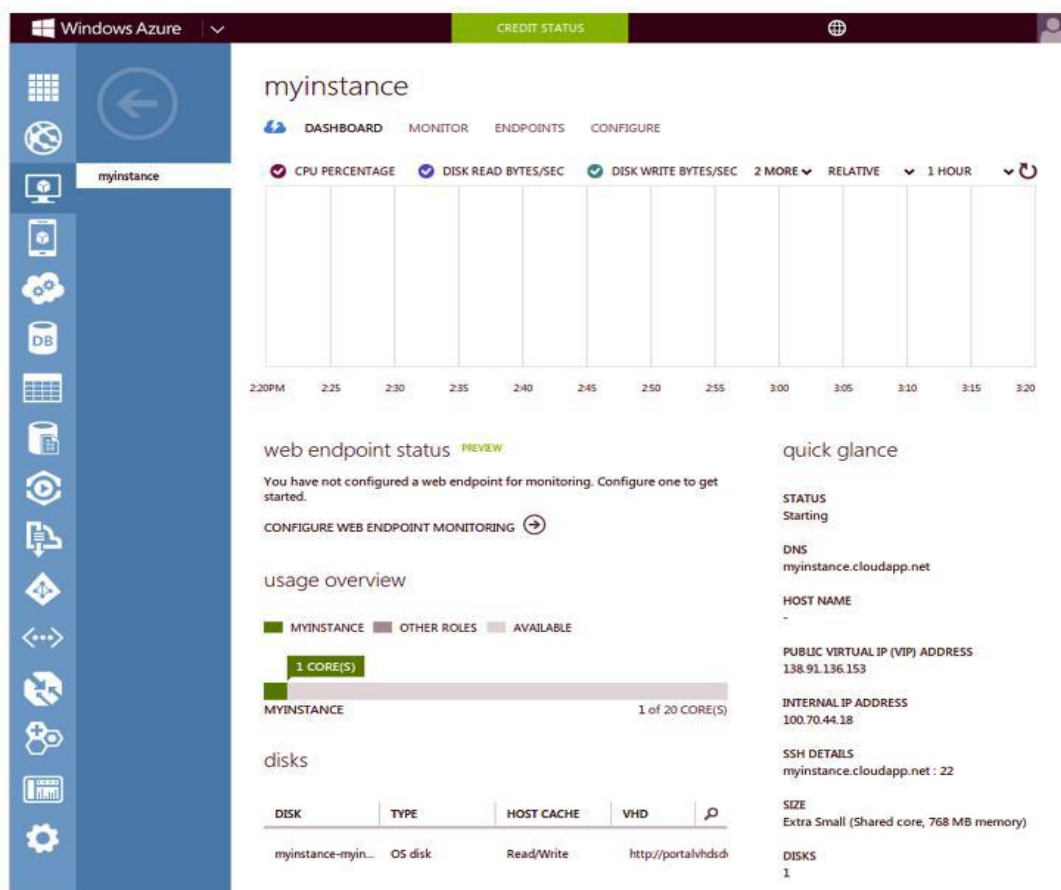 Windows Azure
CREDIT STATUS
myinstance
myinstance
DASHBOARD MONITOR ENDPOINTS CONFIGURE
CPU PERCENTAGE DISK READ BYTES/SEC DISK WRITE BYTES/SEC 2 MORE RELATIVE 1 HOUR
2:20PM 2:25 2:30 2:35 2:40 2:45 2:50 2:55 3:00 3:05 3:10 3:15 3:20
DB
web endpoint status PREVIEW
You have not configured a web endpoint for monitoring. Configure one to get
started.
CONFIGURE WEB ENDPOINT MONITORING
usage overview
MYINSTANCE OTHER ROLES AVAILABLE
1 CORE(S)
MYINSTANCE 1 of 20 CORE(S)
disks
DISK TYPE HOST CACHE VHD
myinstance-myin... OS disk Read/Write http://portalvhdsd
quick glance
STATUS
Starting
DNS
myinstance.cloudapp.net
HOST NAME
-
PUBLIC VIRTUAL IP (VIP) ADDRESS
138.91.136.153
INTERNAL IP ADDRESS
100.70.44.18
SSH DETAILS
myinstance.cloudapp.net : 22
SIZE
Extra Small (Shared core, 768 MB memory)
DISKS
1